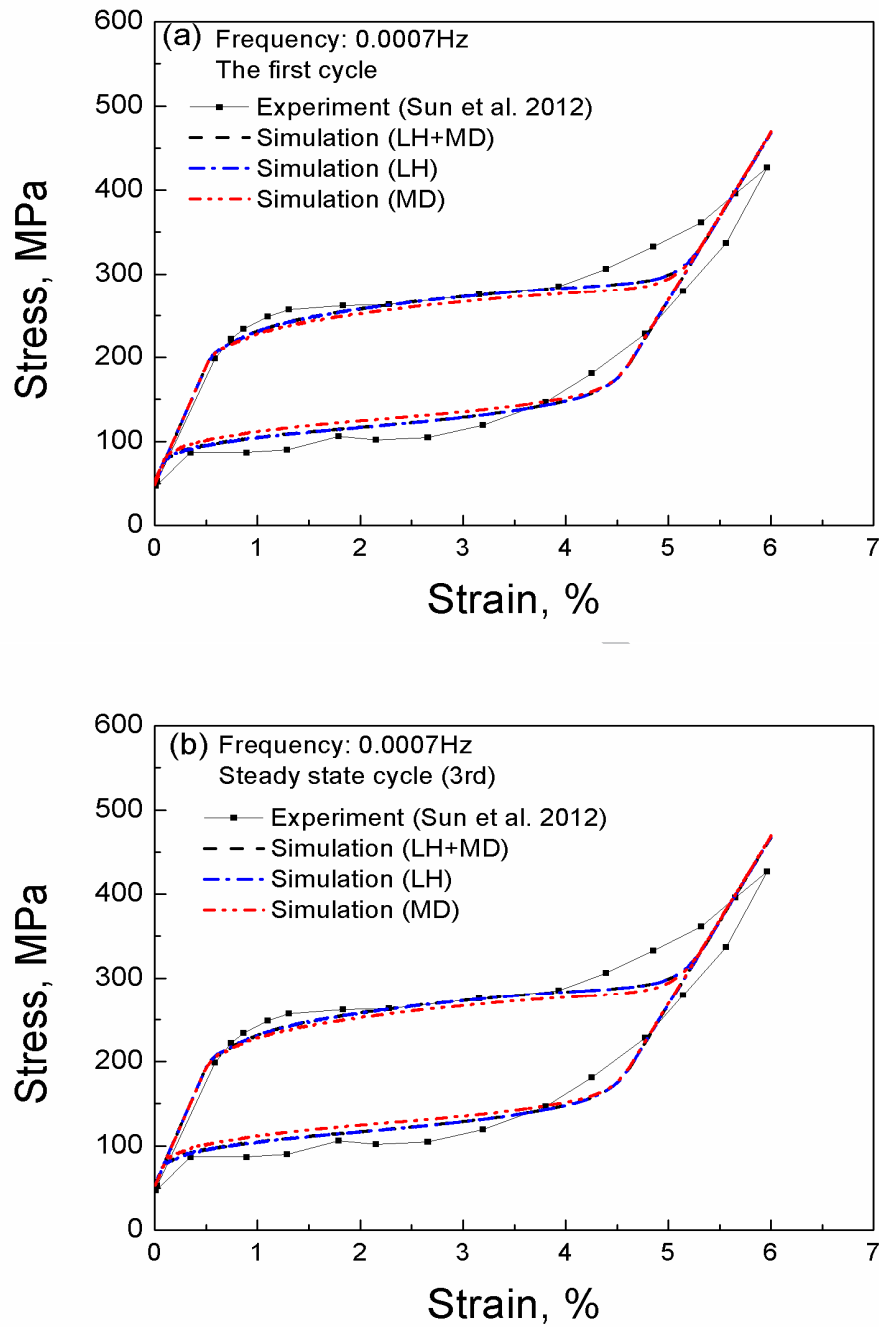 (a) Frequency: 0.0007Hz
The first cycle
Experiment (Sun et al. 2012)
Simulation (LH+MD)
Simulation (LH)
Simulation (MD)
600
500
400
300
200
100
0
Stress, MPa
0 1 2 3 4 5 6 7
Strain, %
(b) Frequency: 0.0007Hz
Steady state cycle (3rd)
Experiment (Sun et al. 2012)
Simulation (LH+MD)
Simulation (LH)
Simulation (MD)
600
500
400
300
200
100
0
Stress, MPa
0 1 2 3 4 5 6 7
Strain, %